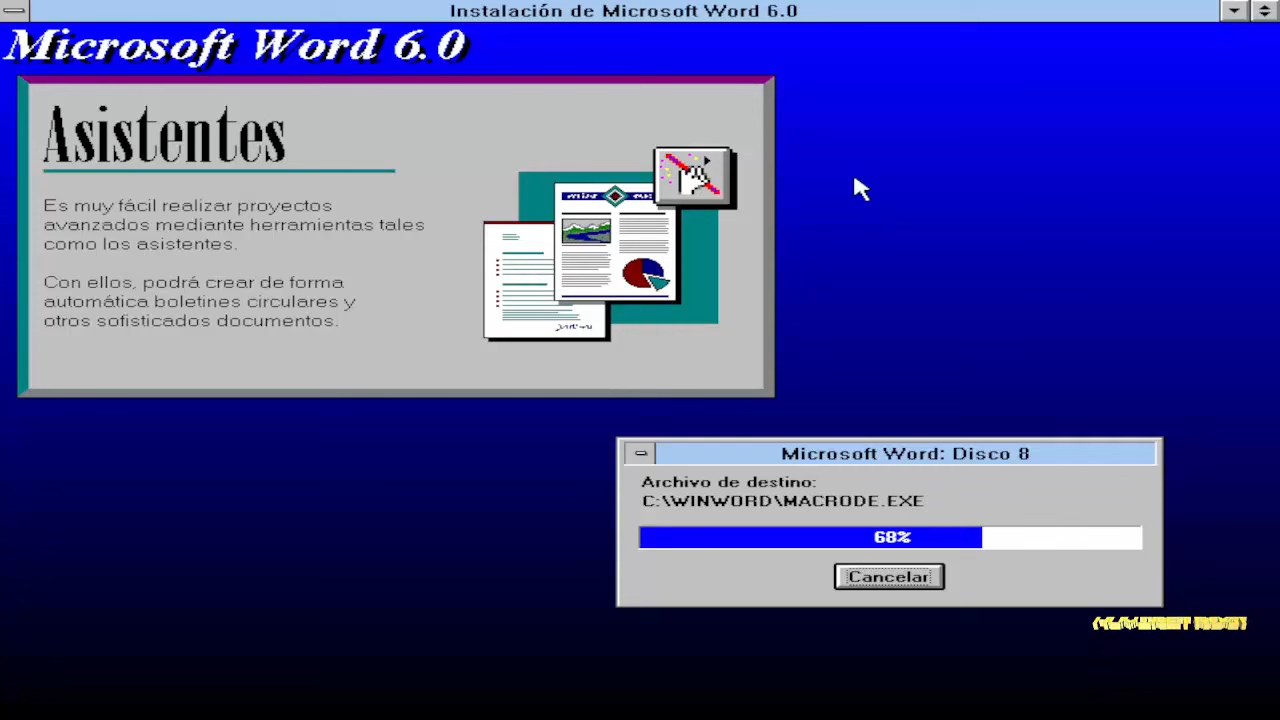 Instalación de Microsoft Word 6.0
Microsoft Word 6.0
Asistentes
Es muy fácil realizar proyectos
avanzados mediante herramientas tales
como los asistentes.
Con ellos, podrá crear de forma
automática boletines circulares y
otros sofisticados documentos.
Microsoft Word: Disco 8
Archivo de destino:
C:\WINWORD\MACRODE.EXE
68%
Cancelar